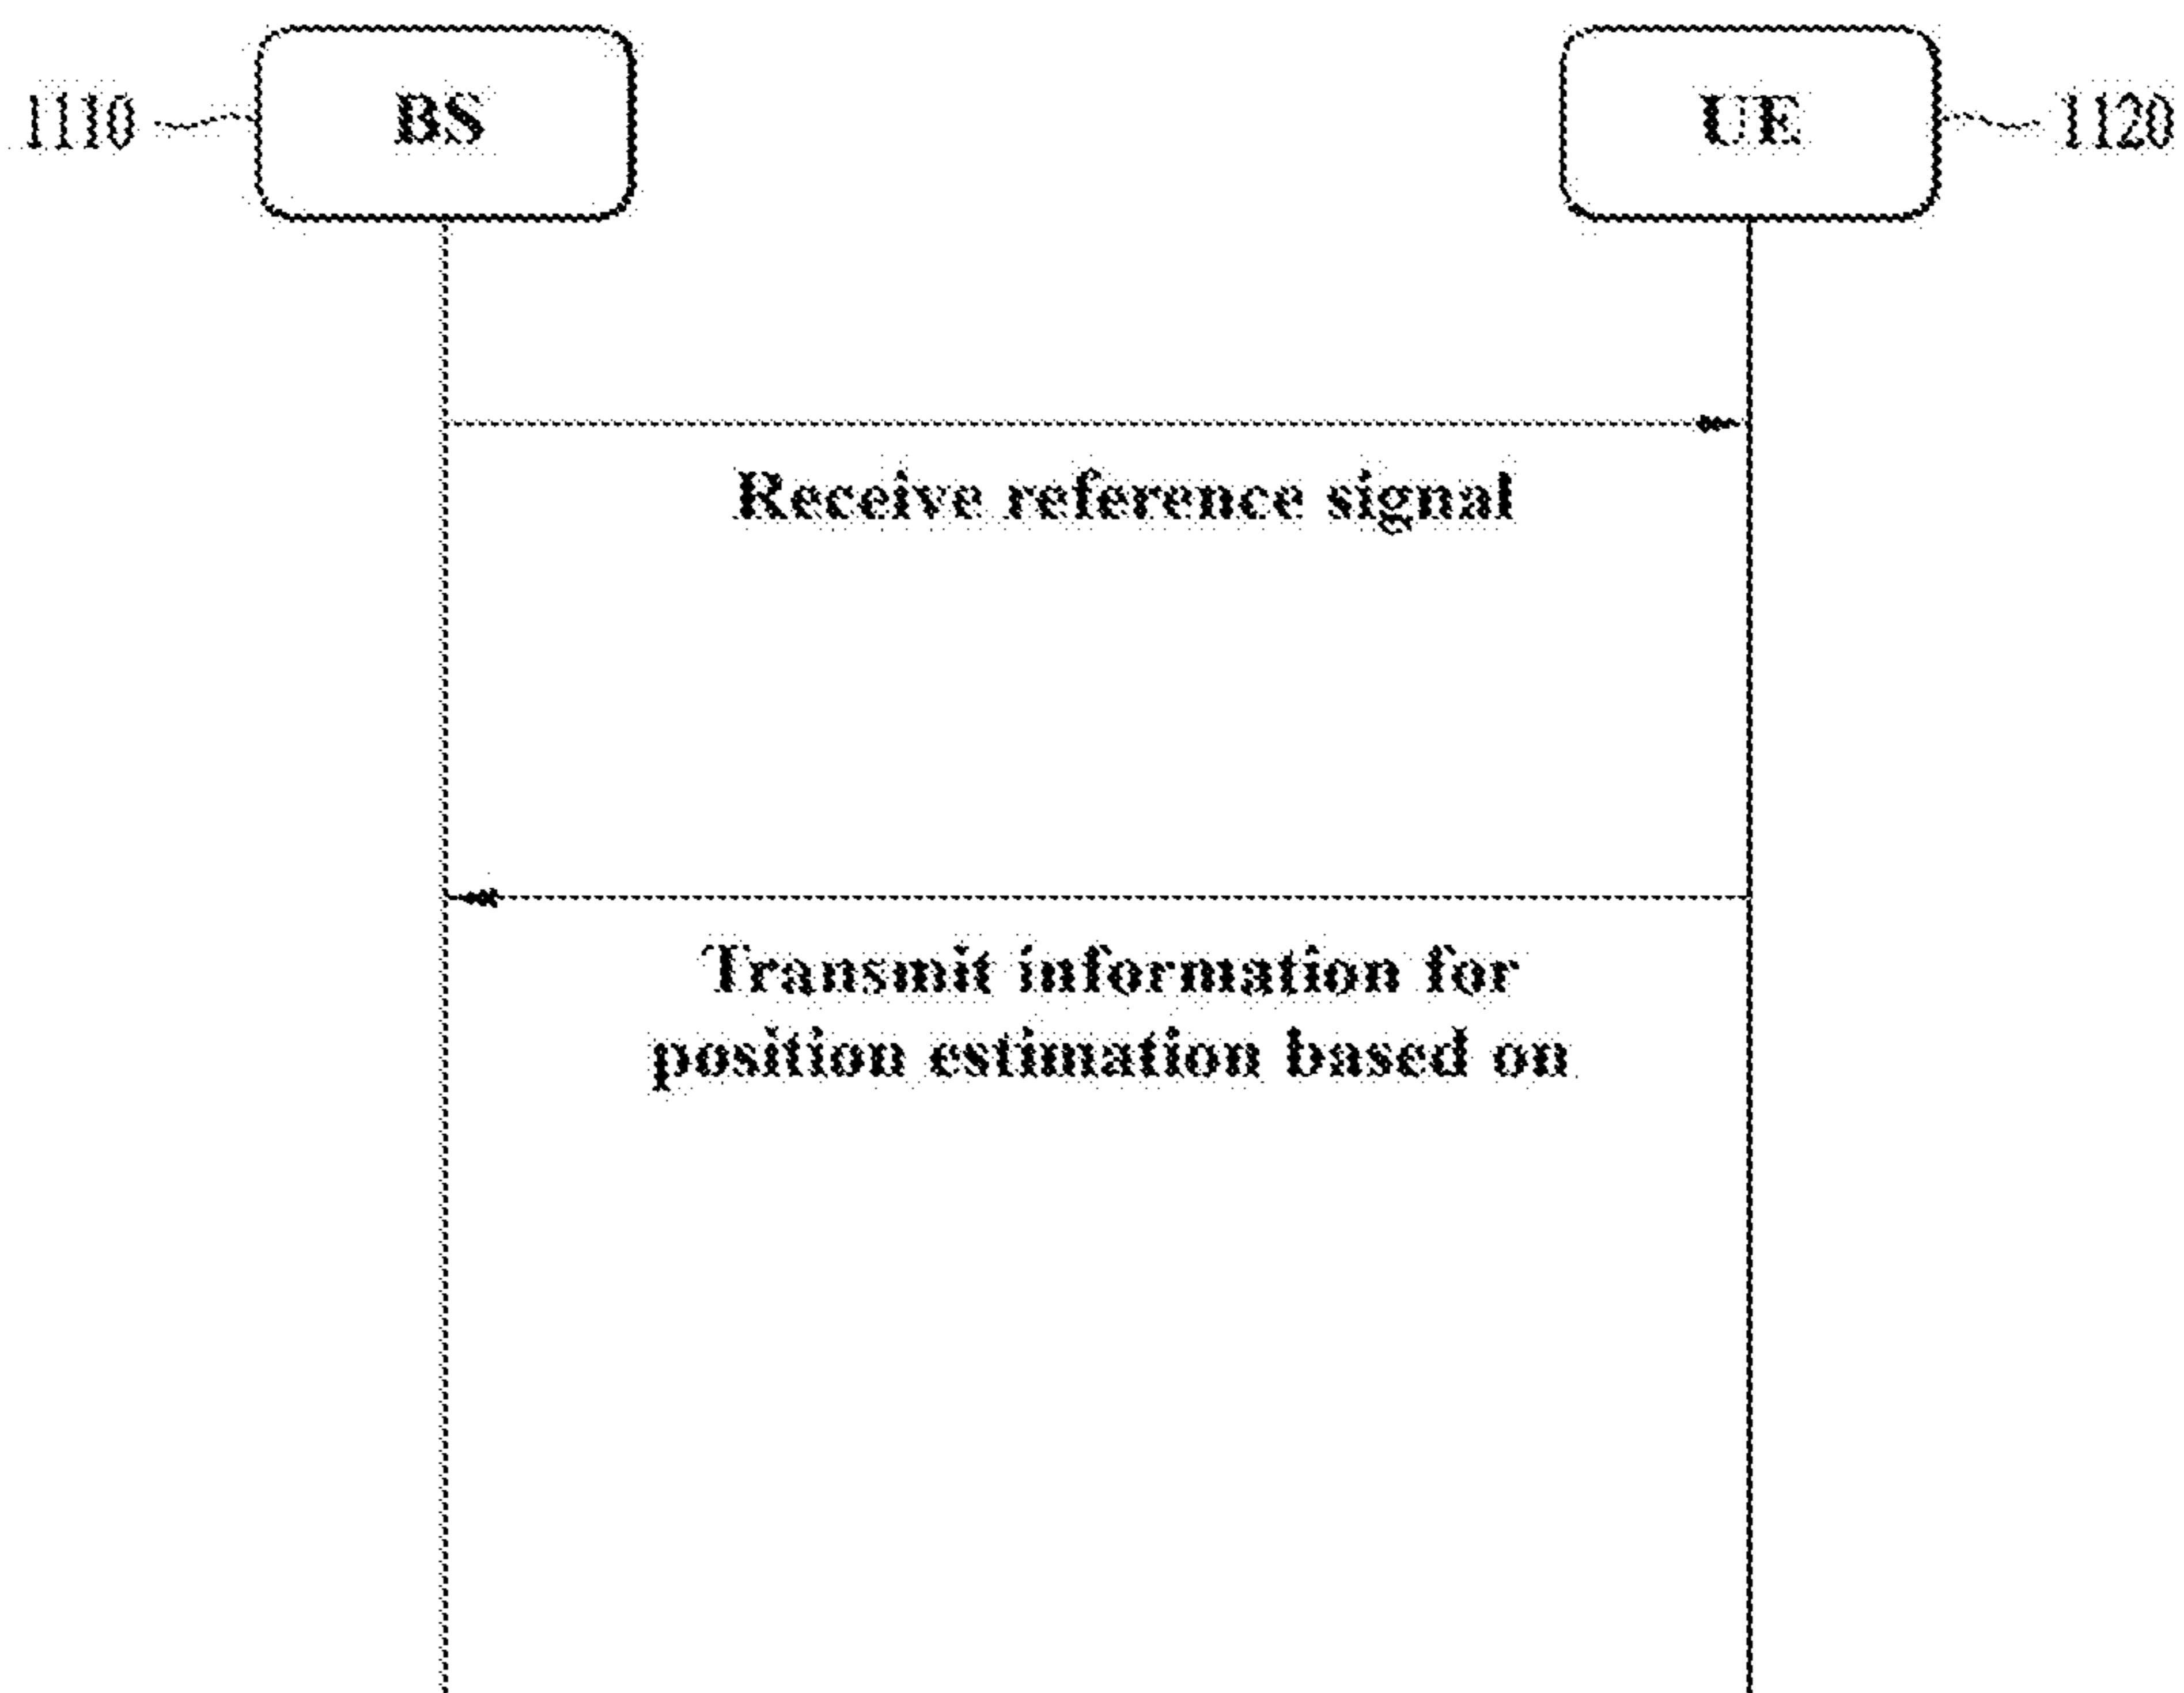 1110
BS
UE
1120
Receive reference signal
Transmit information for
position estimation based on